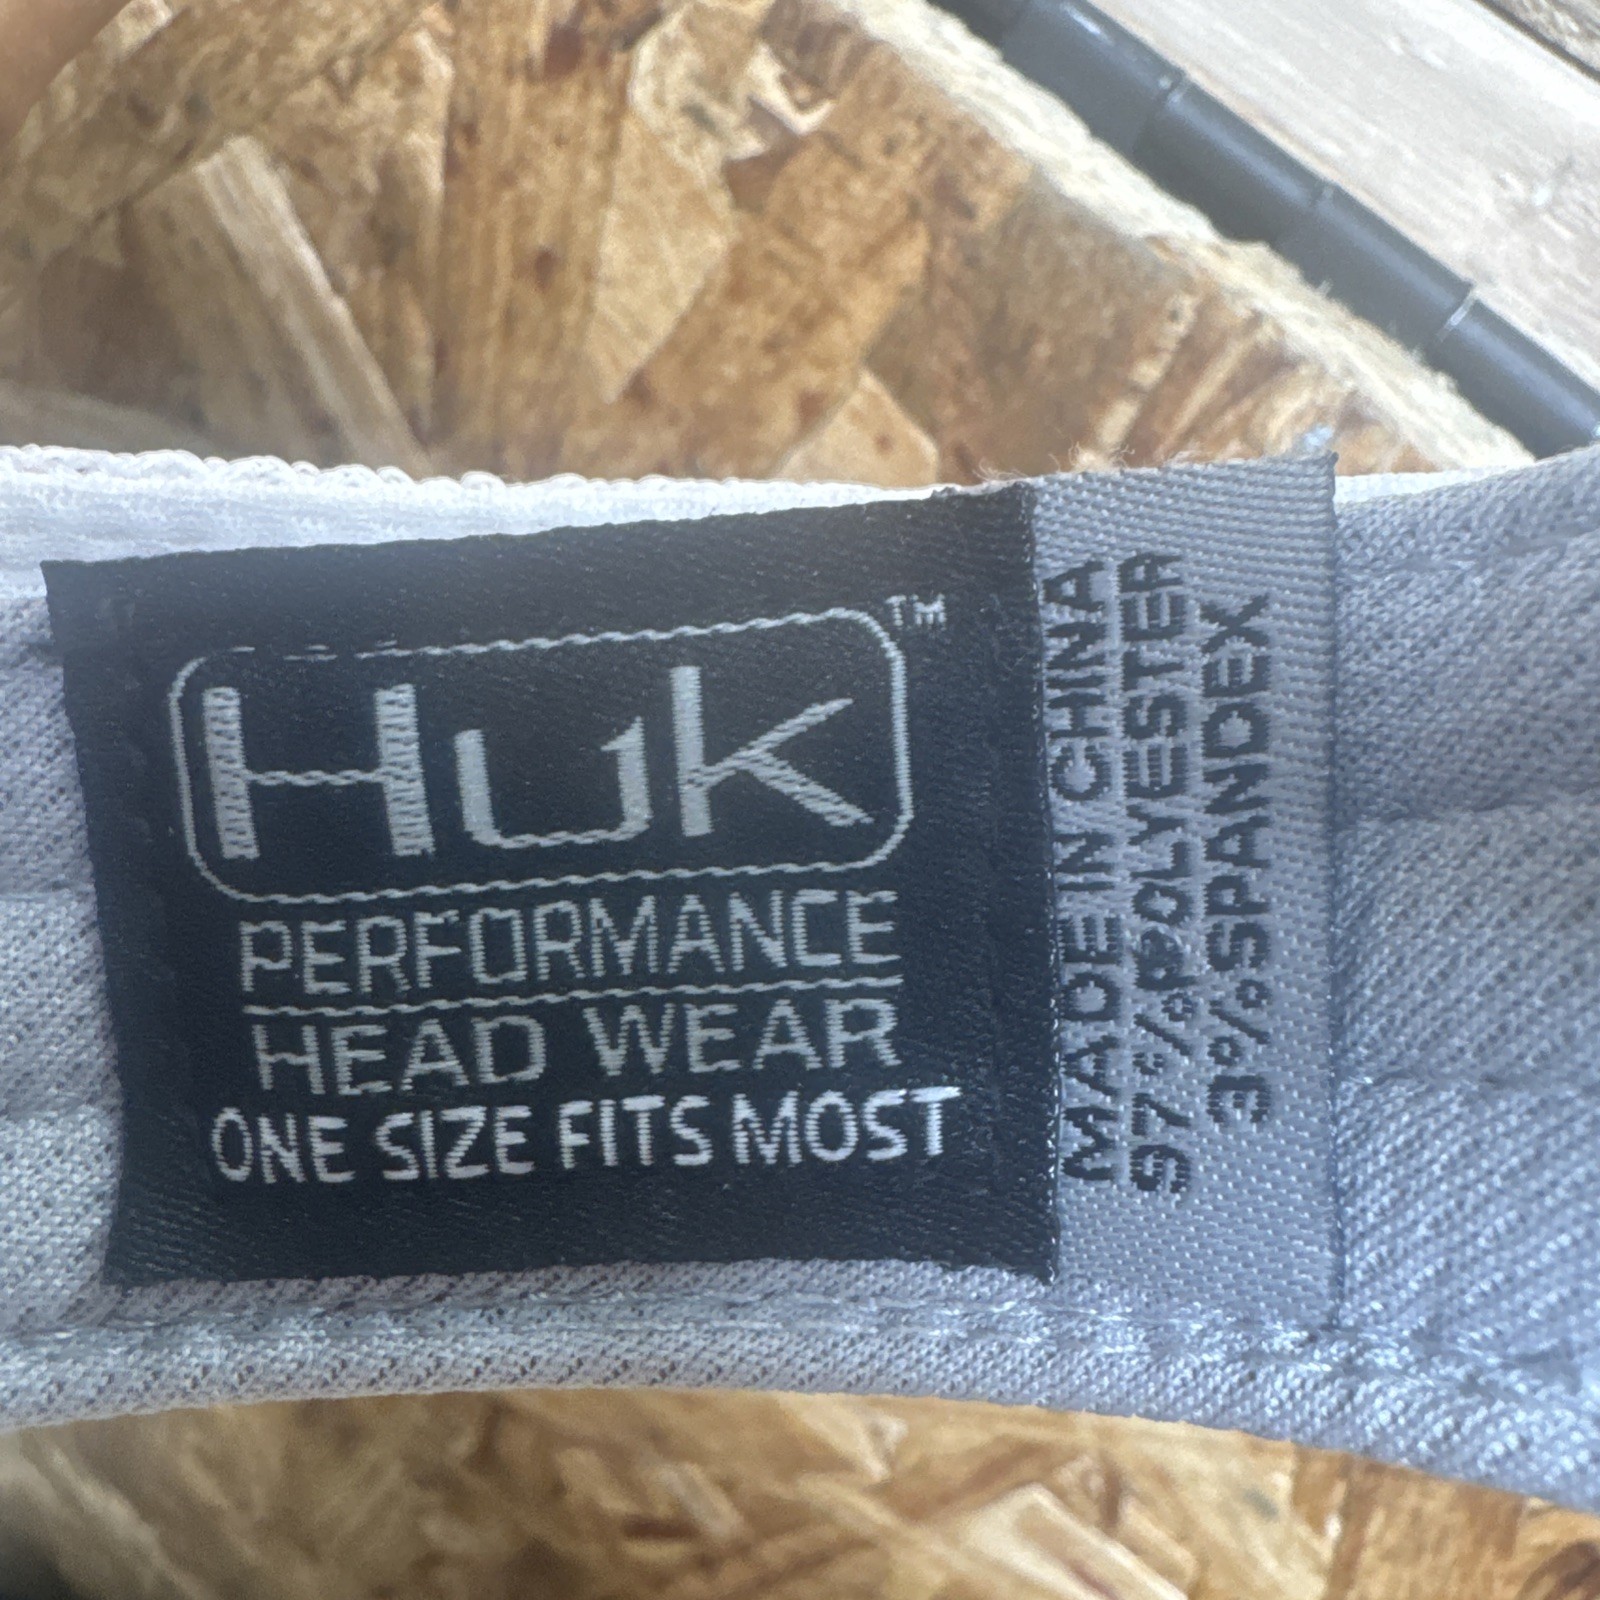 Huk™
PERFORMANCE
HEAD WEAR
ONE SIZE FITS MOST
MADE IN CHINA
97%POLYESTER
3%SPANDEX